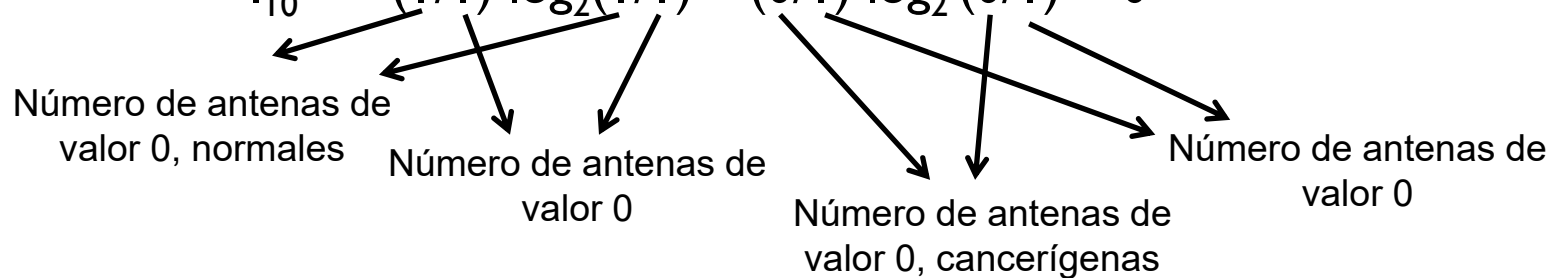 Número de antenas de
valor 0, normales
Número de antenas de
valor 0
Número de antenas de
valor 0, cancerígenas
Número de antenas de
valor 0